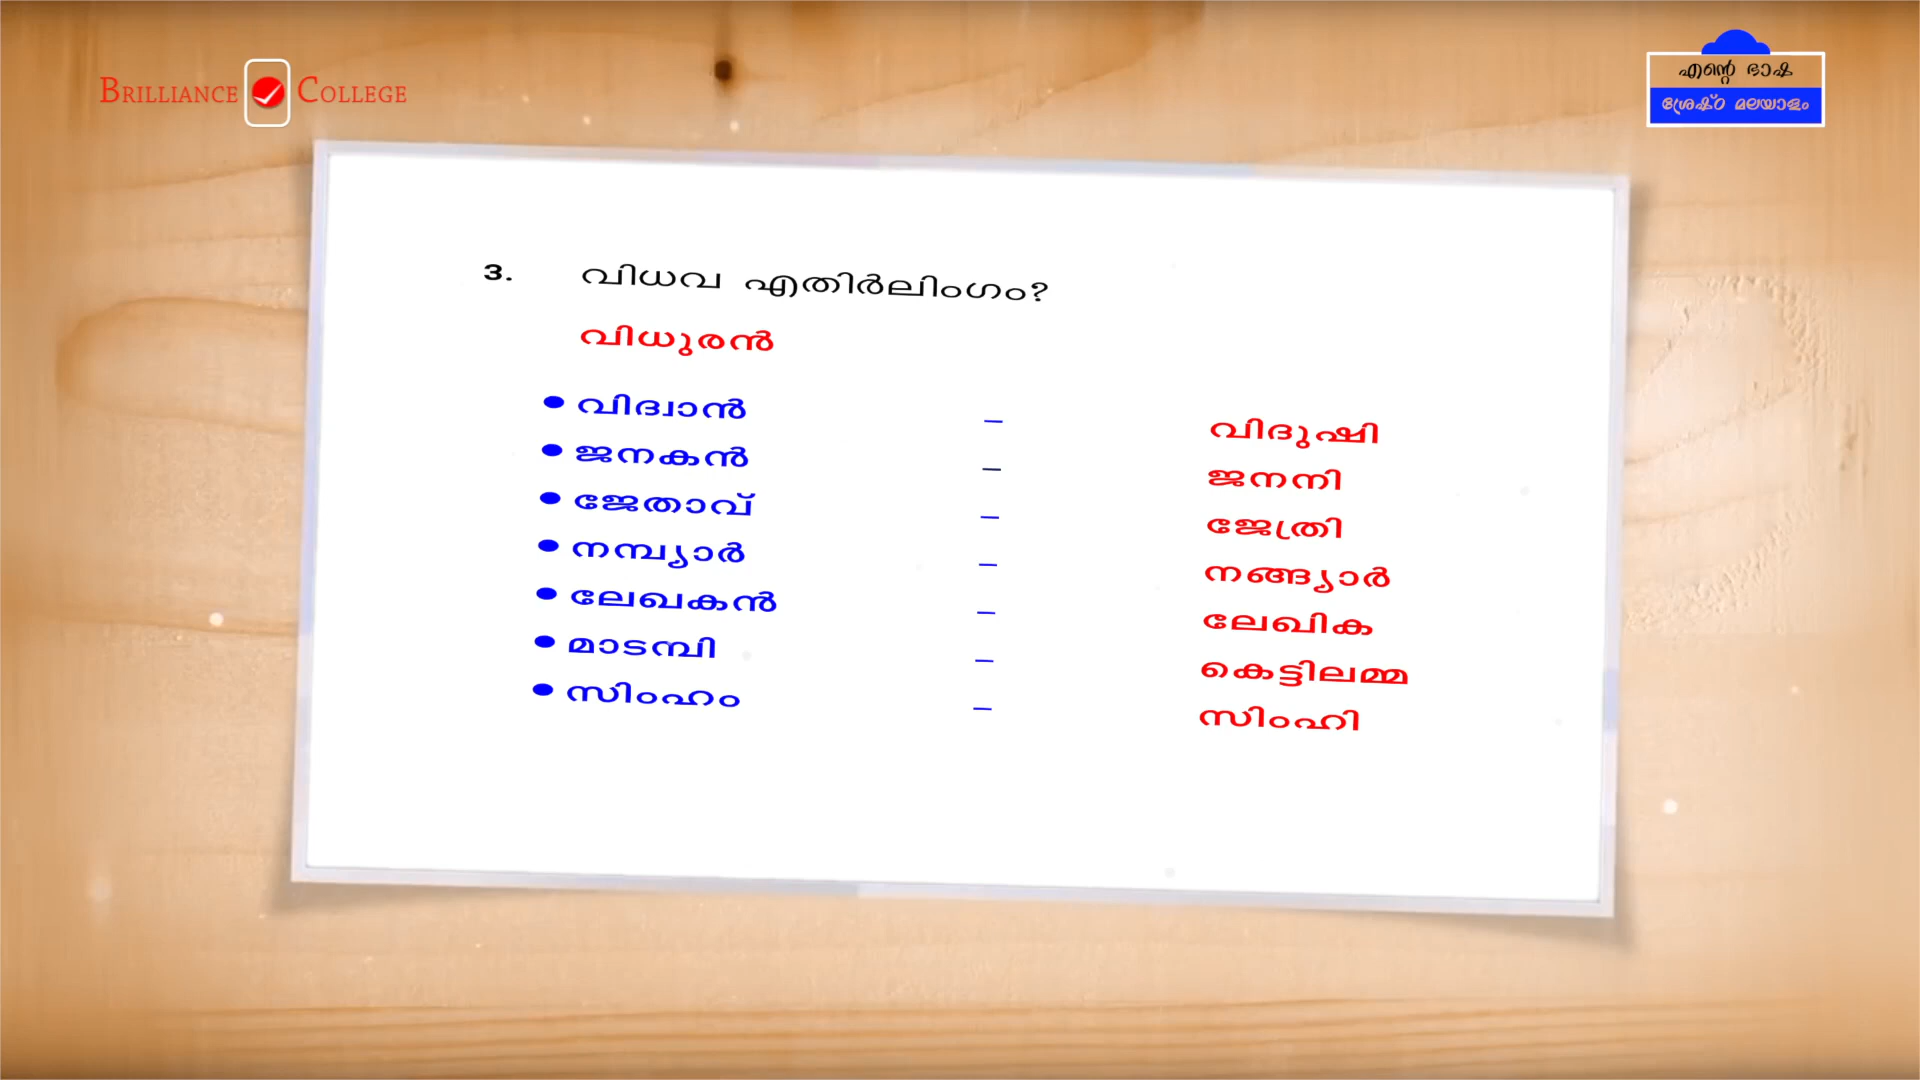 BRILLIANCE COLLEGE
എന്റെ ഭാഷ
ശ്രേഷ്ഠ മലയാളം
3. വിധവ എതിർലിംഗം?
വിധുരൻ
• വിദ്വാൻ – വിദുഷി
• ജനകൻ – ജനനി
• ജേതാവ് – ജേത്രി
• നമ്പ്യാർ – നങ്ങ്യാർ
• ലേഖകൻ – ലേഖിക
• മാടമ്പി – കെട്ടിലമ്മ
• സിംഹം – സിംഹി